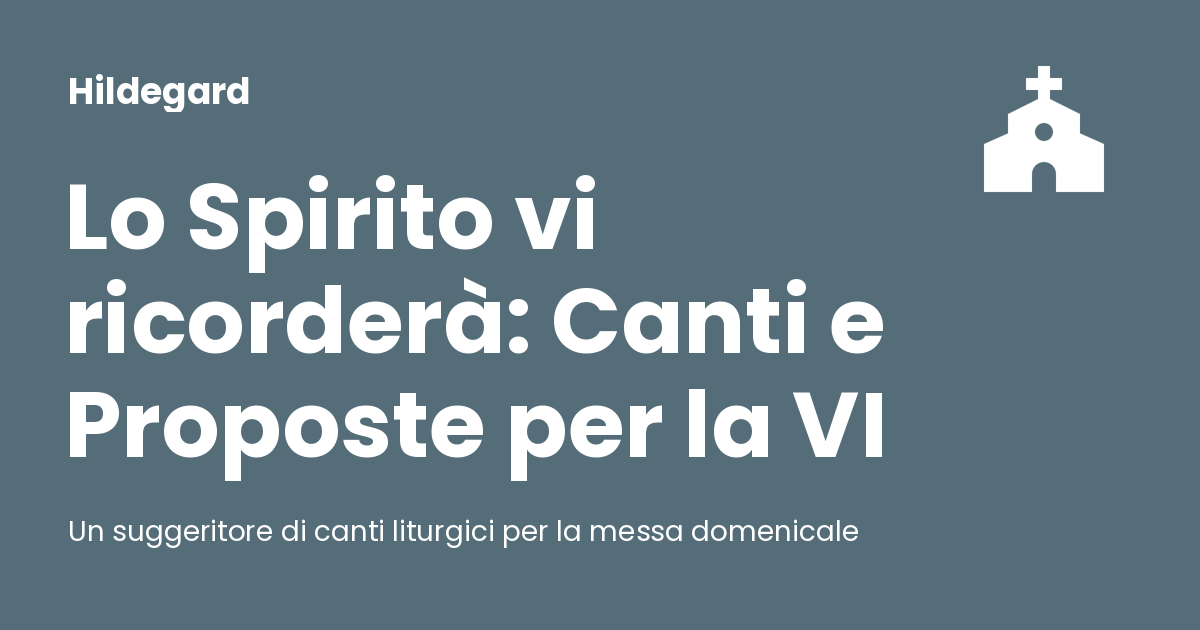 Hildegard
Lo Spirito vi
ricorderà: Canti e
Proposte per la VI
Un suggeritore di canti liturgici per la messa domenicale